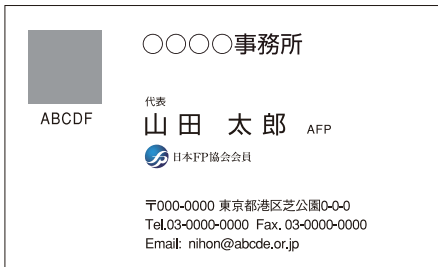 ○○○○事務所
ABCDF
代表
山田　太郎 AFP
日本FP協会会員
〒000-0000 東京都港区芝公園0-0-0
Tel.03-0000-0000 Fax. 03-0000-0000
Email: nihon@abcde.or.jp